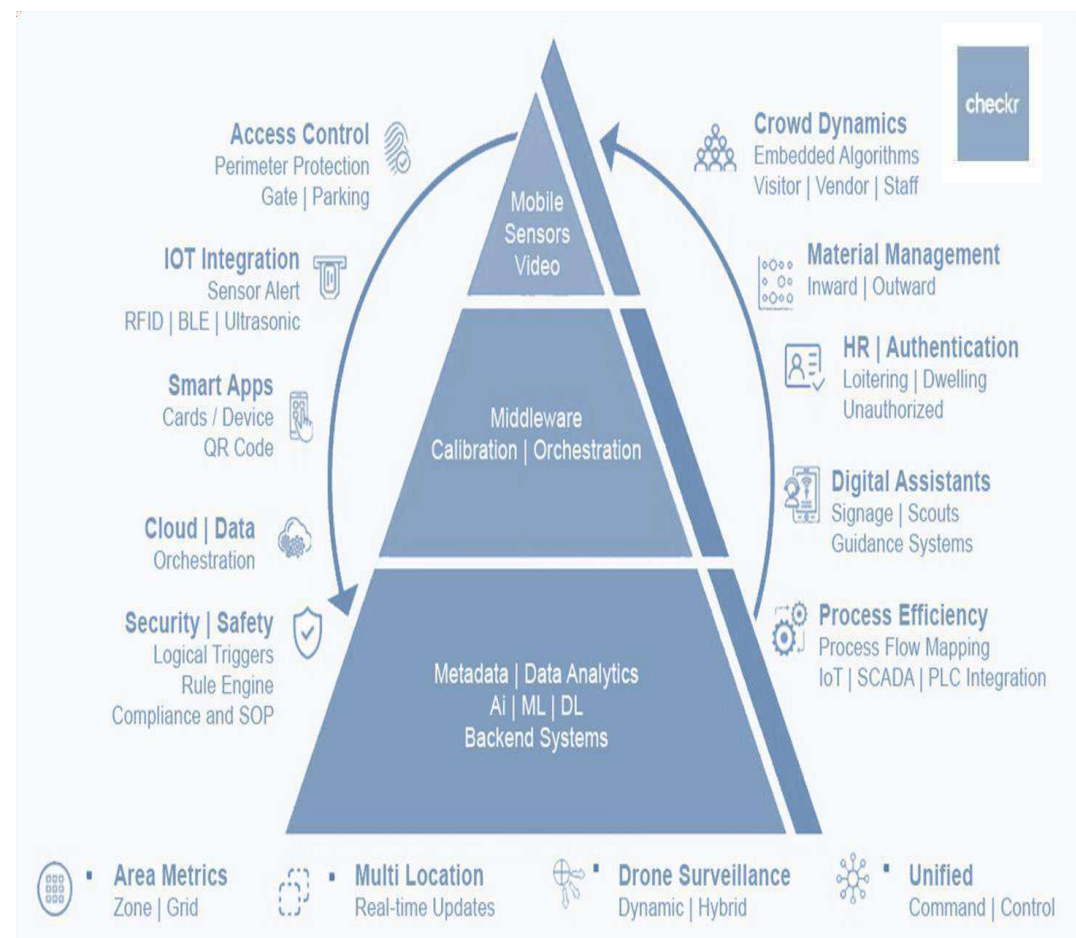 checkr
Access Control
Perimeter Protection
Gate | Parking
IOT Integration
Sensor Alert
RFID | BLE | Ultrasonic
Smart Apps
Cards / Device
QR Code
Cloud | Data
Orchestration
Security | Safety
Logical Triggers
Rule Engine
Compliance and SOP
Mobile
Sensors
Video
Middleware
Calibration | Orchestration
Metadata | Data Analytics
Ai | ML | DL
Backend Systems
Crowd Dynamics
Embedded Algorithms
Visitor | Vendor | Staff
Material Management
Inward | Outward
HR | Authentication
Loitering | Dwelling
Unauthorized
Digital Assistants
Signage | Scouts
Guidance Systems
Process Efficiency
Process Flow Mapping
IoT | SCADA | PLC Integration
Area Metrics
Zone | Grid
Multi Location
Real-time Updates
Drone Surveillance
Dynamic | Hybrid
Unified
Command | Control